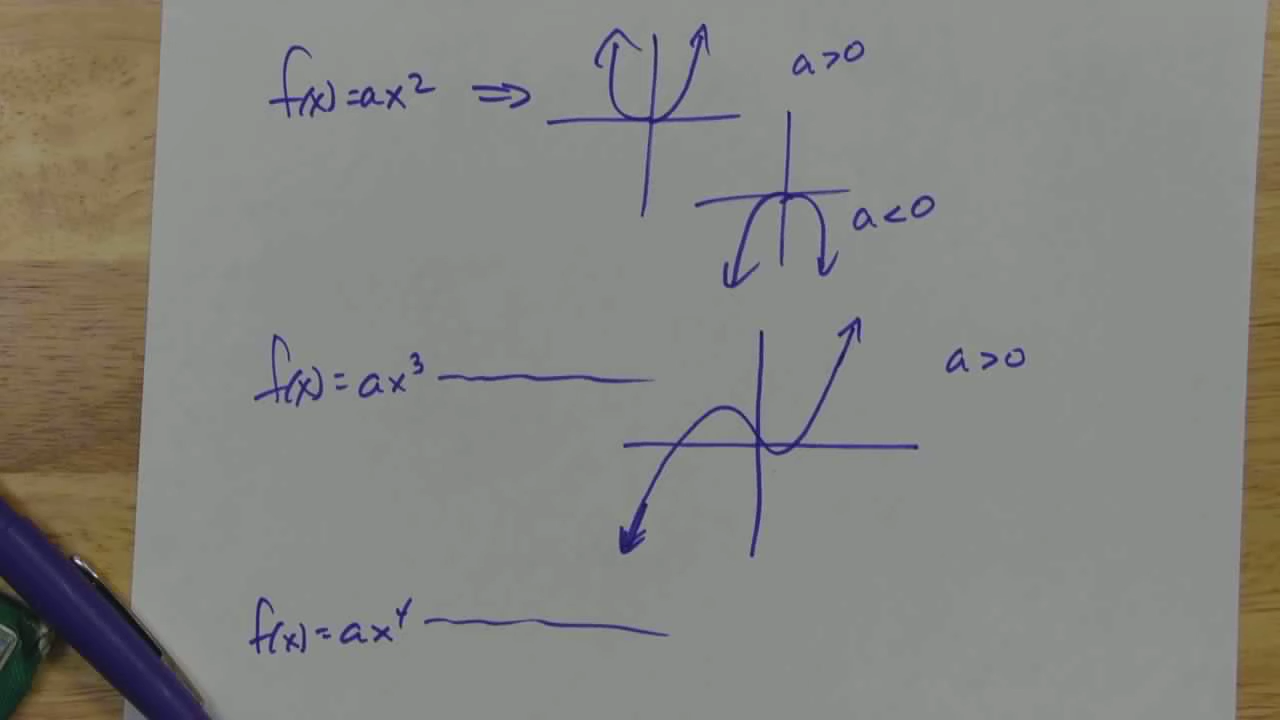 f(x)=ax² ⇒ a>0
a<0
f(x)=ax³ a>0
f(x)=ax⁴